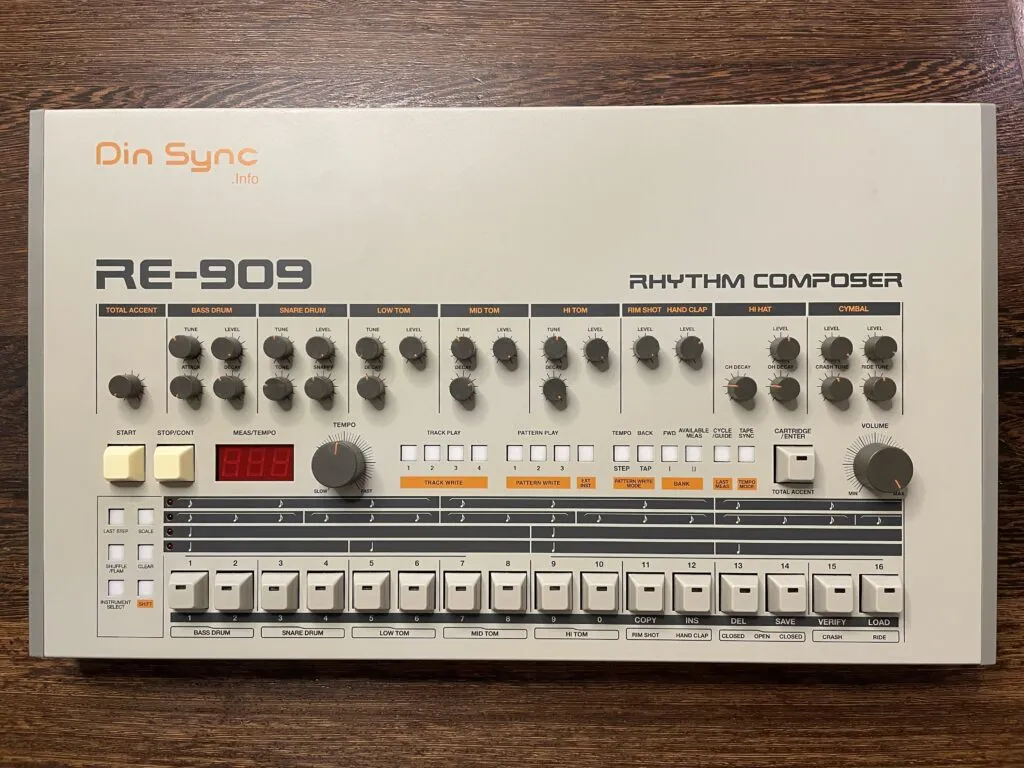 Din Sync
.Info
RE-909
RHYTHM COMPOSER
TOTAL ACCENT BASS DRUM SNARE DRUM LOW TOM MID TOM HI TOM RIM SHOT HAND CLAP HI HAT CYMBAL
TUNE LEVEL TUNE LEVEL TUNE LEVEL TUNE LEVEL TUNE LEVEL LEVEL LEVEL LEVEL LEVEL LEVEL
ATTACK DECAY TONE SNAPPY DECAY DECAY DECAY CH DECAY OH DECAY CRASH TUNE RIDE TUNE
START STOP/CONT MEAS/TEMPO TEMPO TRACK PLAY PATTERN PLAY TEMPO BACK FWD AVAILABLE MEAS CYCLE /GUIDE TAPE SYNC CARTRIDGE /ENTER VOLUME
1 2 3 4 1 2 3 STEP TAP I II
SLOW FAST TRACK WRITE PATTERN WRITE EXT INST PATTERN WRITE MODE BANK LAST MEAS TEMPO MODE TOTAL ACCENT MIN MAX
LAST STEP SCALE
SHUFFLE /FLAM CLEAR
INSTRUMENT SELECT SHIFT
1 2 3 4 5 6 7 8 9 10 11 12 13 14 15 16
1 2 3 4 5 6 7 8 9 0 COPY INS DEL SAVE VERIFY LOAD
BASS DRUM SNARE DRUM LOW TOM MID TOM HI TOM RIM SHOT HAND CLAP CLOSED OPEN CLOSED CRASH RIDE